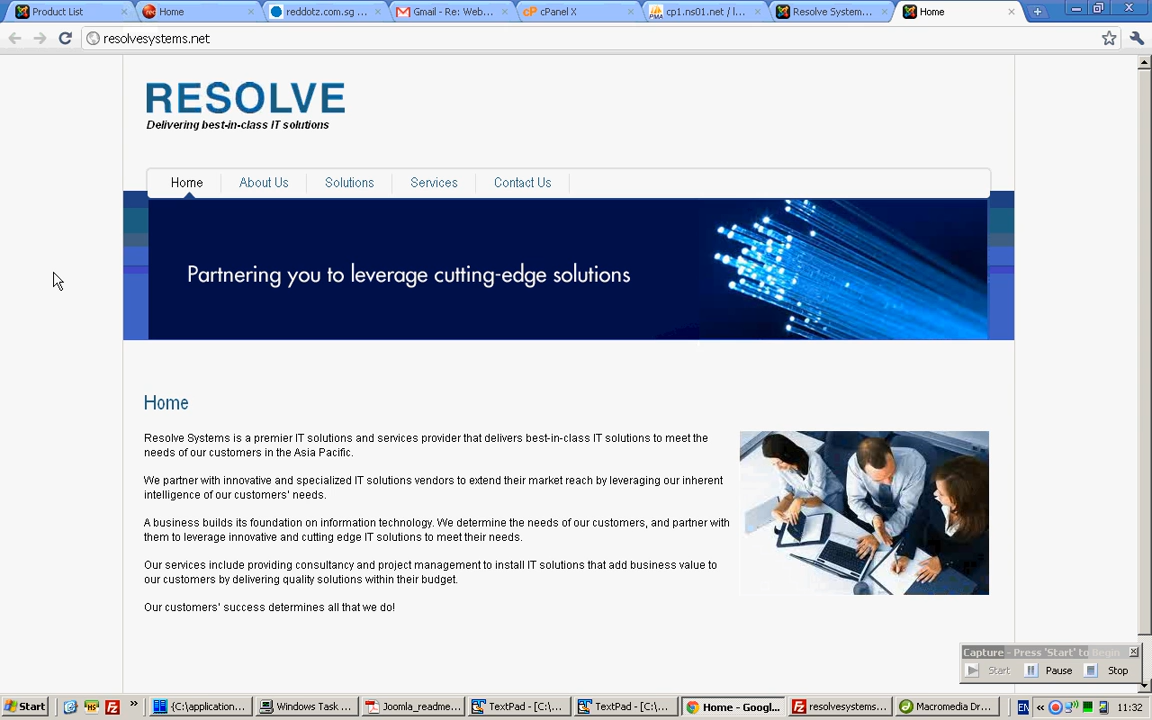 Product List
Home
reddotz.com.sg ...
Gmail - Re: Web...
cPanel X
cp1.ns01.net / l...
Resolve System...
Home
resolvesystems.net
RESOLVE
Delivering best-in-class IT solutions
Home
About Us
Solutions
Services
Contact Us
Partnering you to leverage cutting-edge solutions
Home
Resolve Systems is a premier IT solutions and services provider that delivers best-in-class IT solutions to meet the
needs of our customers in the Asia Pacific.
We partner with innovative and specialized IT solutions vendors to extend their market reach by leveraging our inherent
intelligence of our customers' needs.
A business builds its foundation on information technology. We determine the needs of our customers, and partner with
them to leverage innovative and cutting edge IT solutions to meet their needs.
Our services include providing consultancy and project management to install IT solutions that add business value to
our customers by delivering quality solutions within their budget.
Our customers' success determines all that we do!
Capture - Press 'Start' to Begin
Start
Pause
Stop
Start
{C:\application...
Windows Task ...
Joomla_readme...
TextPad - [C:\...
TextPad - [C:\...
Home - Googl...
resolvesystems...
Macromedia Dr...
EN
11:32